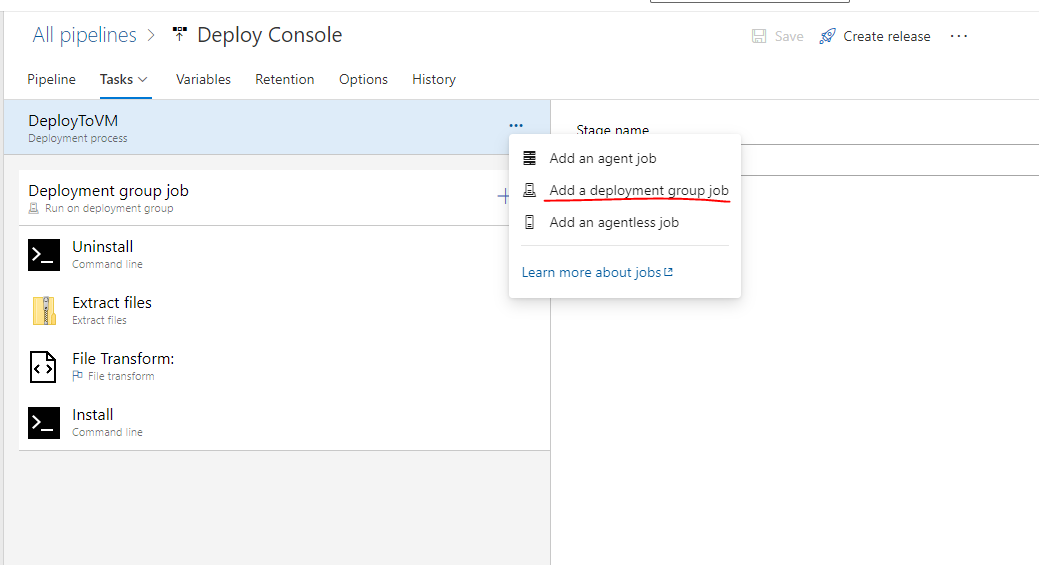 All pipelines > Deploy Console
Save Create release ...
Pipeline Tasks Variables Retention Options History
DeployToVM
Deployment process
...
Stage name
Add an agent job
Add a deployment group job
Add an agentless job
Learn more about jobs
Deployment group job
Run on deployment group
+
Uninstall
Command line
Extract files
Extract files
File Transform:
File transform
Install
Command line